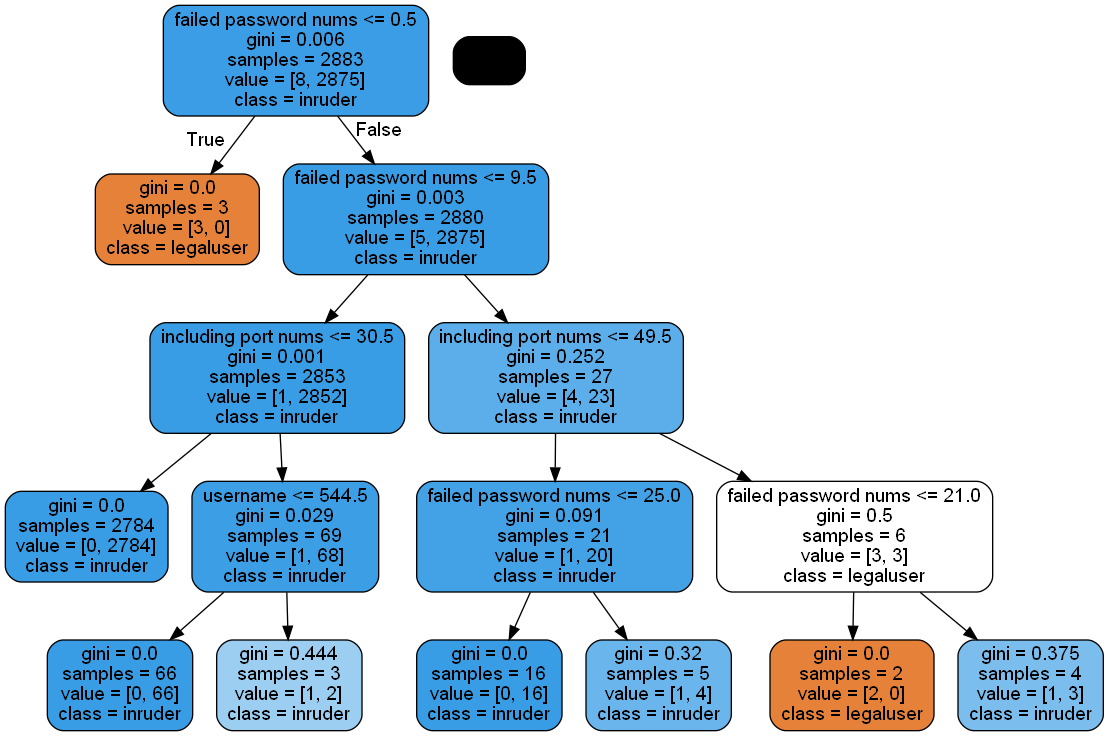 failed password nums <= 0.5
gini = 0.006
samples = 2883
value = [8, 2875]
class = inruder
True
False
gini = 0.0
samples = 3
value = [3, 0]
class = legaluser
failed password nums <= 9.5
gini = 0.003
samples = 2880
value = [5, 2875]
class = inruder
including port nums <= 30.5
gini = 0.001
samples = 2853
value = [1, 2852]
class = inruder
including port nums <= 49.5
gini = 0.252
samples = 27
value = [4, 23]
class = inruder
gini = 0.0
samples = 2784
value = [0, 2784]
class = inruder
username <= 544.5
gini = 0.029
samples = 69
value = [1, 68]
class = inruder
failed password nums <= 25.0
gini = 0.091
samples = 21
value = [1, 20]
class = inruder
failed password nums <= 21.0
gini = 0.5
samples = 6
value = [3, 3]
class = legaluser
gini = 0.0
samples = 66
value = [0, 66]
class = inruder
gini = 0.444
samples = 3
value = [1, 2]
class = inruder
gini = 0.0
samples = 16
value = [0, 16]
class = inruder
gini = 0.32
samples = 5
value = [1, 4]
class = inruder
gini = 0.0
samples = 2
value = [2, 0]
class = legaluser
gini = 0.375
samples = 4
value = [1, 3]
class = inruder